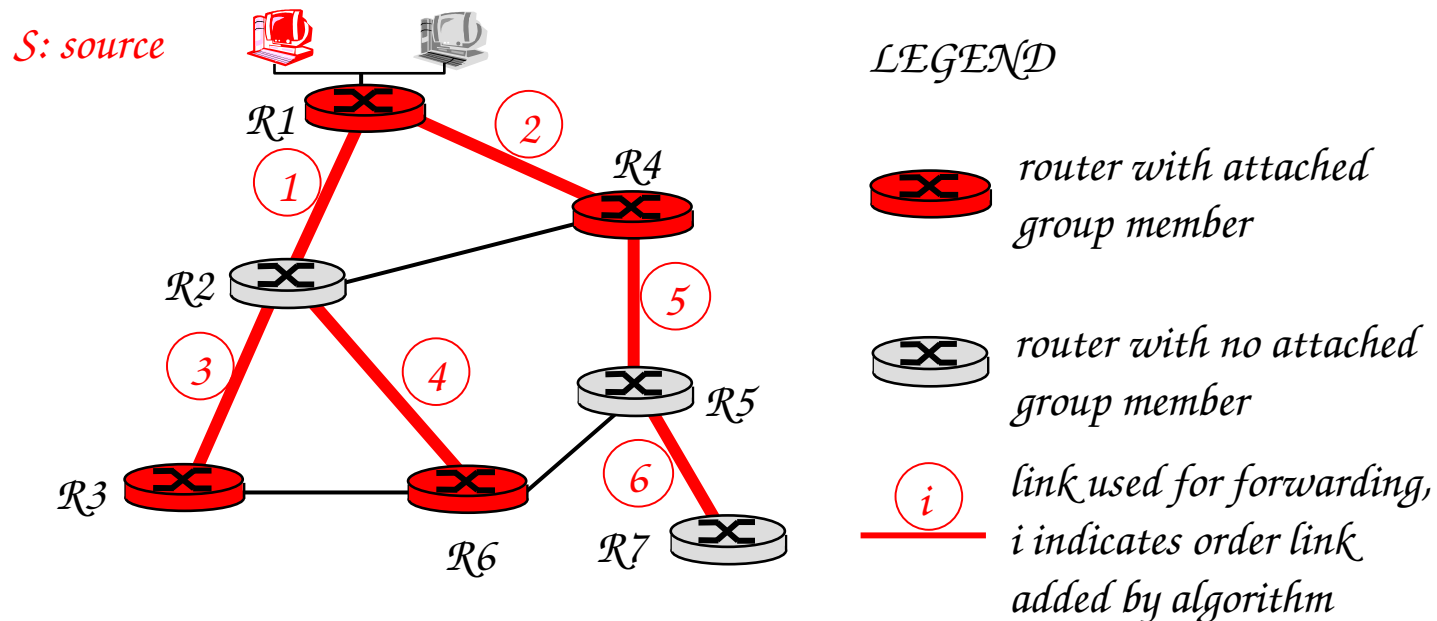 S: source
LEGEND
R1
2
1
R4
router with attached
group member
R2
5
3
4
R5
router with no attached
group member
R3
6
R6
R7
i
link used for forwarding,
i indicates order link
added by algorithm